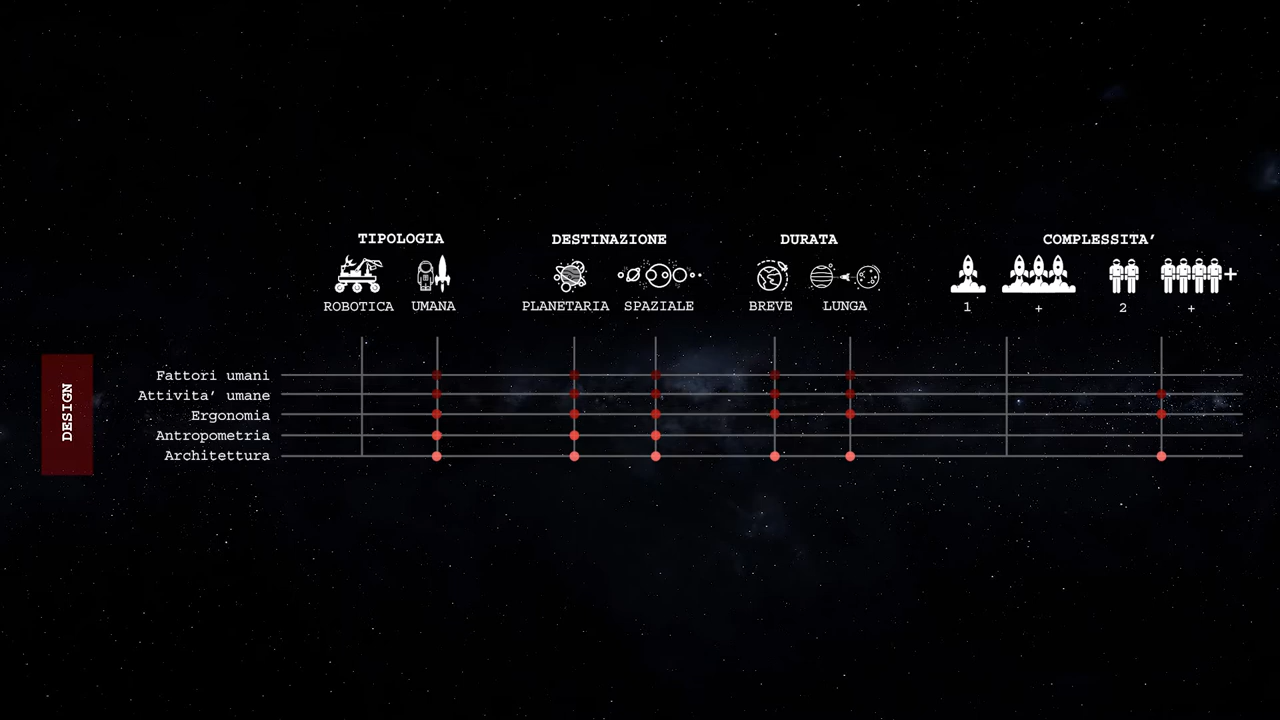 TIPOLOGIA DESTINAZIONE DURATA COMPLESSITA’
ROBOTICA UMANA PLANETARIA SPAZIALE BREVE LUNGA 1 + 2 +
+
DESIGN
Fattori umani
Attivita’ umane
Ergonomia
Antropometria
Architettura